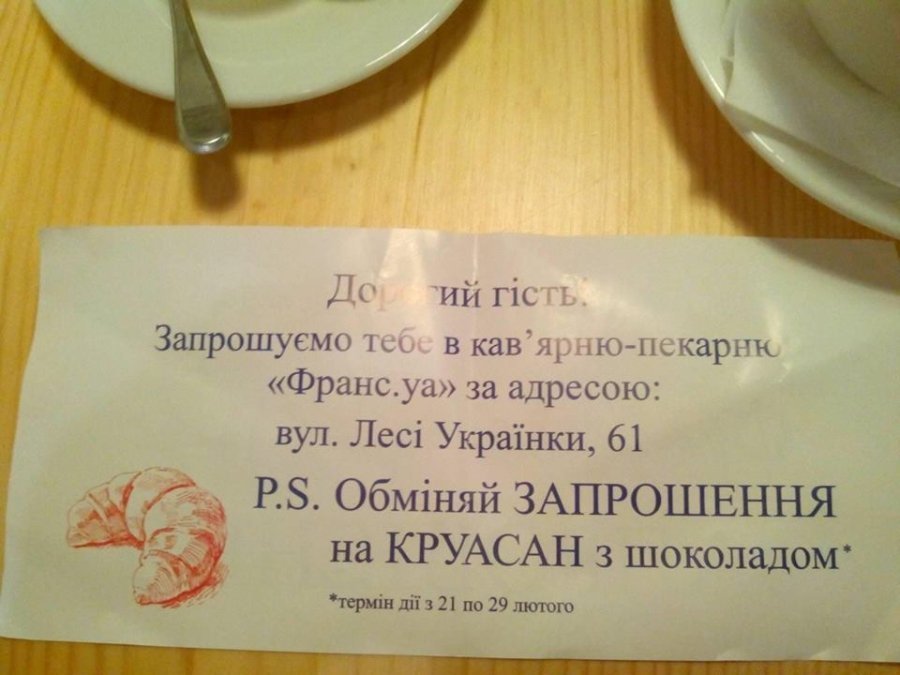 Дорогий гість!
Запрошуємо тебе в кав’ярню-пекарню
«Франс.уа» за адресою:
вул. Лесі Українки, 61
P.S. Обміняй ЗАПРОШЕННЯ
на КРУАСАН з шоколадом*
*термін дії з 21 по 29 лютого